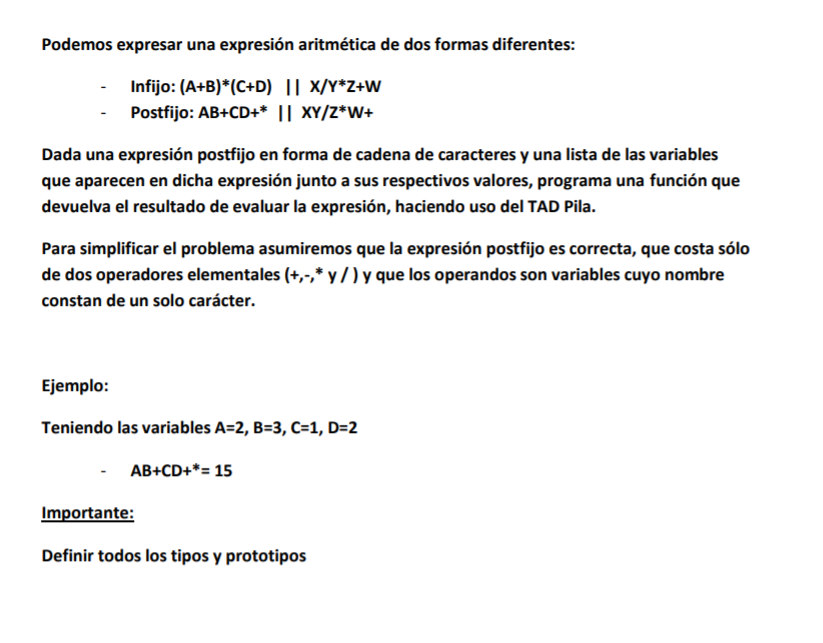 Podemos expresar una expresión aritmética de dos formas diferentes:
- Infijo: (A+B)*(C+D) || X/Y*Z+W
- Postfijo: AB+CD+* || XY/Z*W+
Dada una expresión postfijo en forma de cadena de caracteres y una lista de las variables
que aparecen en dicha expresión junto a sus respectivos valores, programa una función que
devuelva el resultado de evaluar la expresión, haciendo uso del TAD Pila.
Para simplificar el problema asumiremos que la expresión postfijo es correcta, que costa sólo
de dos operadores elementales (+,-,* y / ) y que los operandos son variables cuyo nombre
constan de un solo carácter.
Ejemplo:
Teniendo las variables A=2, B=3, C=1, D=2
- AB+CD+*= 15
Importante:
Definir todos los tipos y prototipos